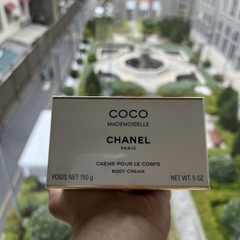 COCO
MADEMOISELLE
CHANEL
PARIS
CRÈME POUR LE CORPS
BODY CREAM
POIDS NET 150 g NET WT. 5 OZ.